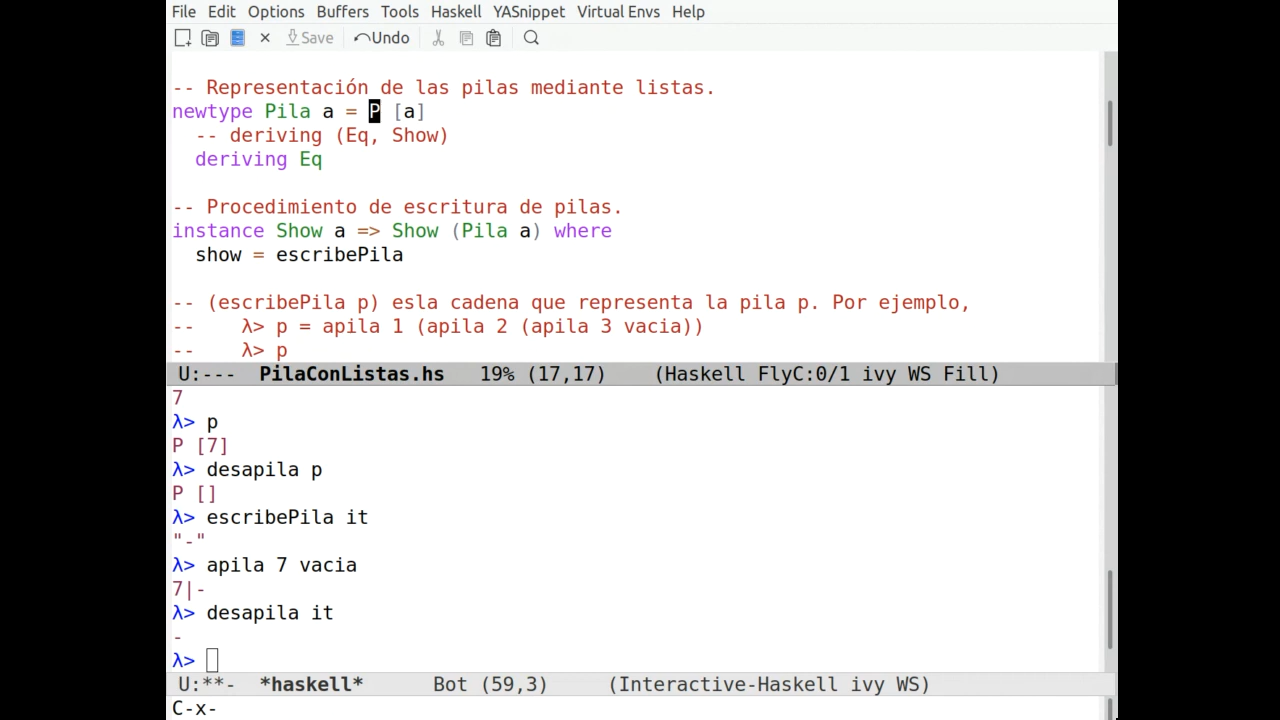 File Edit Options Buffers Tools Haskell YASnippet Virtual Envs Help
Save Undo
-- Representación de las pilas mediante listas.
newtype Pila a = P [a]
  -- deriving (Eq, Show)
  deriving Eq
-- Procedimiento de escritura de pilas.
instance Show a => Show (Pila a) where
  show = escribePila
-- (escribePila p) esla cadena que representa la pila p. Por ejemplo,
--    λ> p = apila 1 (apila 2 (apila 3 vacia))
--    λ> p
U:--- PilaConListas.hs 19% (17,17) (Haskell FlyC:0/1 ivy WS Fill)
7
λ> p
P [7]
λ> desapila p
P []
λ> escribePila it
"-"
λ> apila 7 vacia
7|-
λ> desapila it
-
λ>
U:**- *haskell* Bot (59,3) (Interactive-Haskell ivy WS)
C-x-